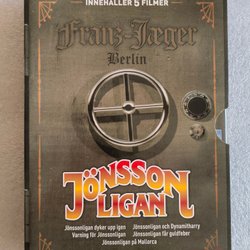 INNEHÅLLER 5 FILMER
Franz-Jæger
Berlin
JÖNSSON
LIGAN
Jönssonligan dyker upp igen
Jönssonligan och Dynamitharry
Varning för Jönssonligan
Jönssonligan får guldfeber
Jönssonligan på Mallorca